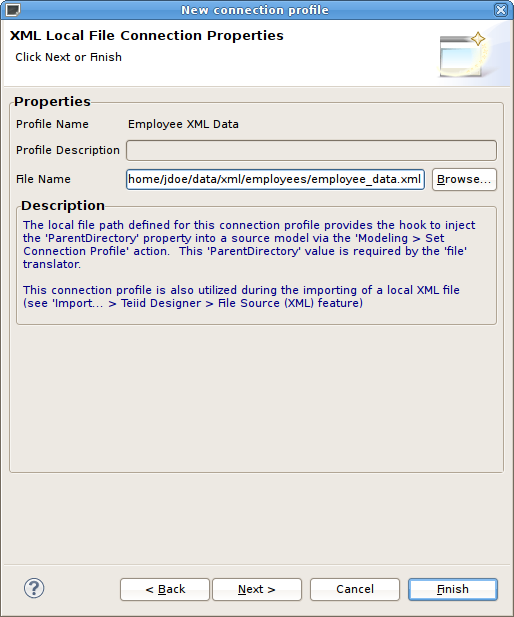 New connection profile
XML Local File Connection Properties
Click Next or Finish
Properties
Profile Name Employee XML Data
Profile Description
File Name home/jdoe/data/xml/employees/employee_data.xml Browse...
Description
The local file path defined for this connection profile provides the hook to inject
the 'ParentDirectory' property into a source model via the 'Modeling > Set
Connection Profile' action.  This 'ParentDirectory' value is required by the 'file'
translator.
This connection profile is also utilized during the importing of a local XML file
(see 'Import... > Teiid Designer > File Source (XML) feature)
? < Back Next > Cancel Finish